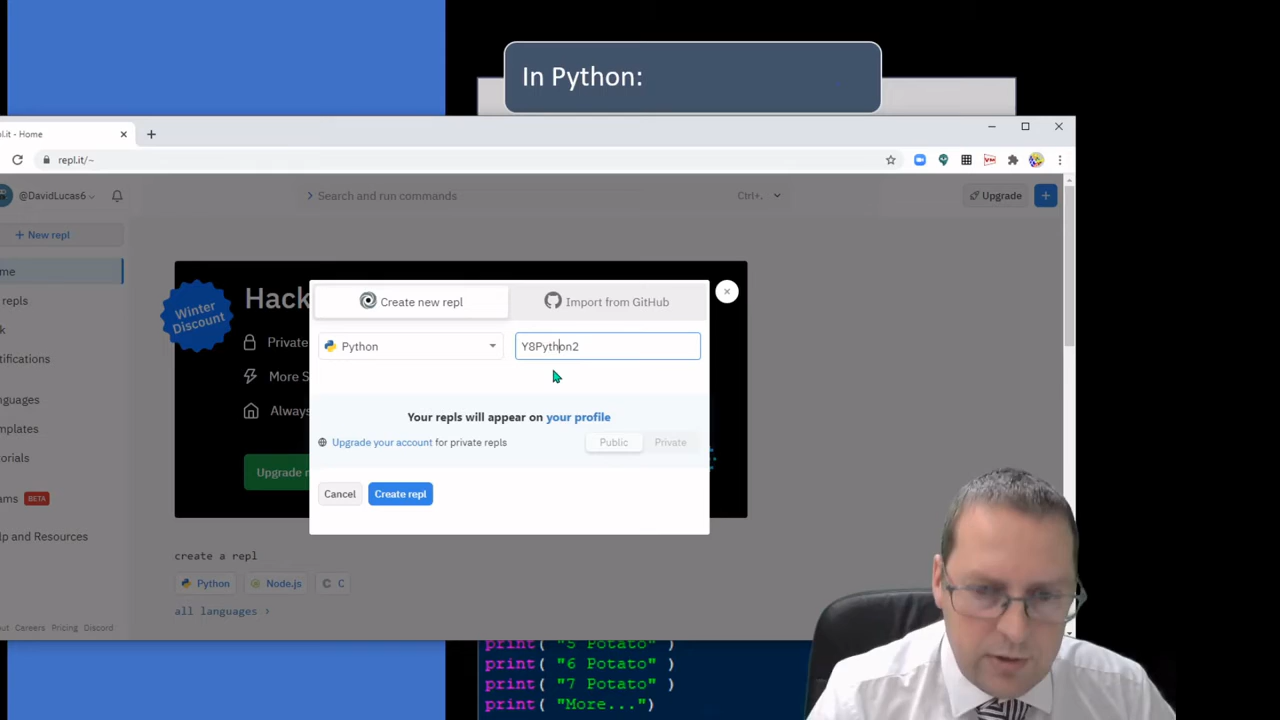 In Python:
pl.it - Home
repl.it/~
@DavidLucas6
Search and run commands
Ctrl+.
Upgrade
+ New repl
Winter
Discount
Hack
Private
More S
Always
Upgrade
Create new repl
Import from GitHub
Python
Y8Python2
Your repls will appear on your profile
Upgrade your account for private repls
Public
Private
Cancel
Create repl
me
repls
k
tifications
nguages
mplates
orials
ams BETA
lp and Resources
create a repl
Python
Node.js
C
all languages >
out Careers Pricing Discord
print( "5 Potato" )
print( "6 Potato" )
print( "7 Potato" )
print( "More...")